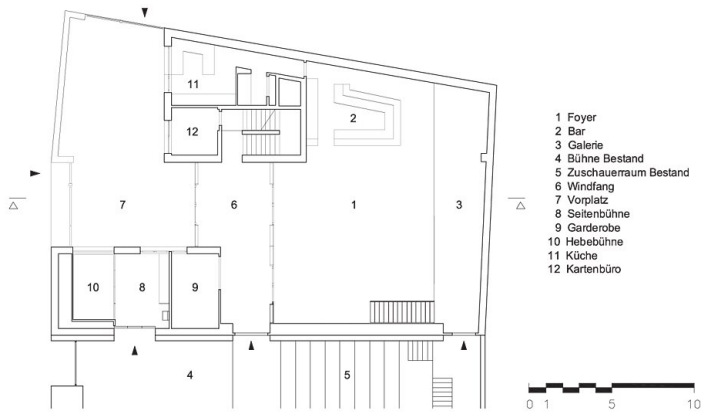 11
2
12
7
6
1
3
10
8
9
4
5
1 Foyer
2 Bar
3 Galerie
4 Bühne Bestand
5 Zuschauerraum Bestand
6 Windfang
7 Vorplatz
8 Seitenbühne
9 Garderobe
10 Hebebühne
11 Küche
12 Kartenbüro
0 1 5 10